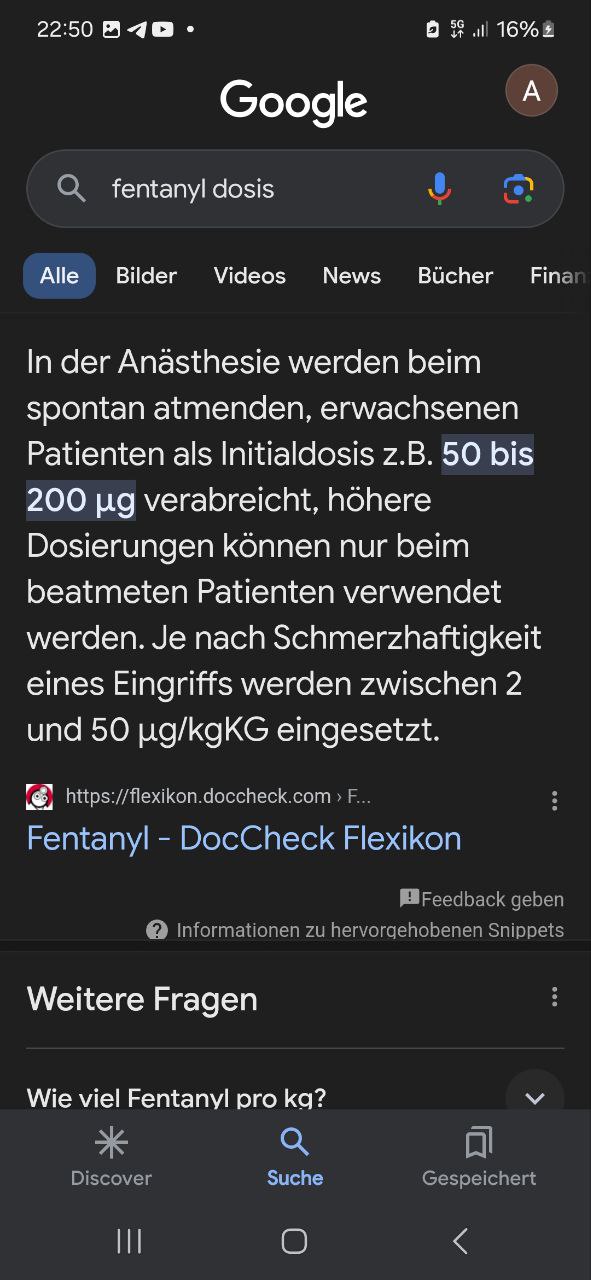 22:50
5G
16%
Google
A
fentanyl dosis
Alle Bilder Videos News Bücher Finan
In der Anästhesie werden beim
spontan atmenden, erwachsenen
Patienten als Initialdosis z.B. 50 bis
200 µg verabreicht, höhere
Dosierungen können nur beim
beatmeten Patienten verwendet
werden. Je nach Schmerzhaftigkeit
eines Eingriffs werden zwischen 2
und 50 µg/kgKG eingesetzt.
https://flexikon.doccheck.com › F...
Fentanyl - DocCheck Flexikon
Feedback geben
Informationen zu hervorgehobenen Snippets
Weitere Fragen
Wie viel Fentanyl pro kg?
Discover Suche Gespeichert